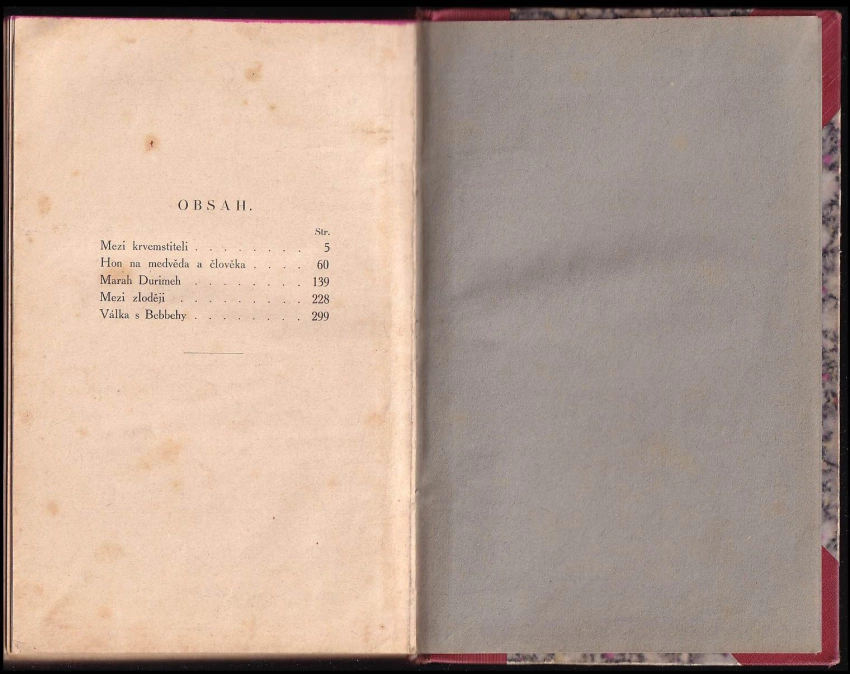 OBSAH.
Str.
Mezi krvemstiteli . . . . . . . . 5
Hon na medvěda a člověka . . . . 60
Marah Durimeh . . . . . . . . 139
Mezi zloději . . . . . . . . . 228
Válka s Bebbehy . . . . . . . . 299